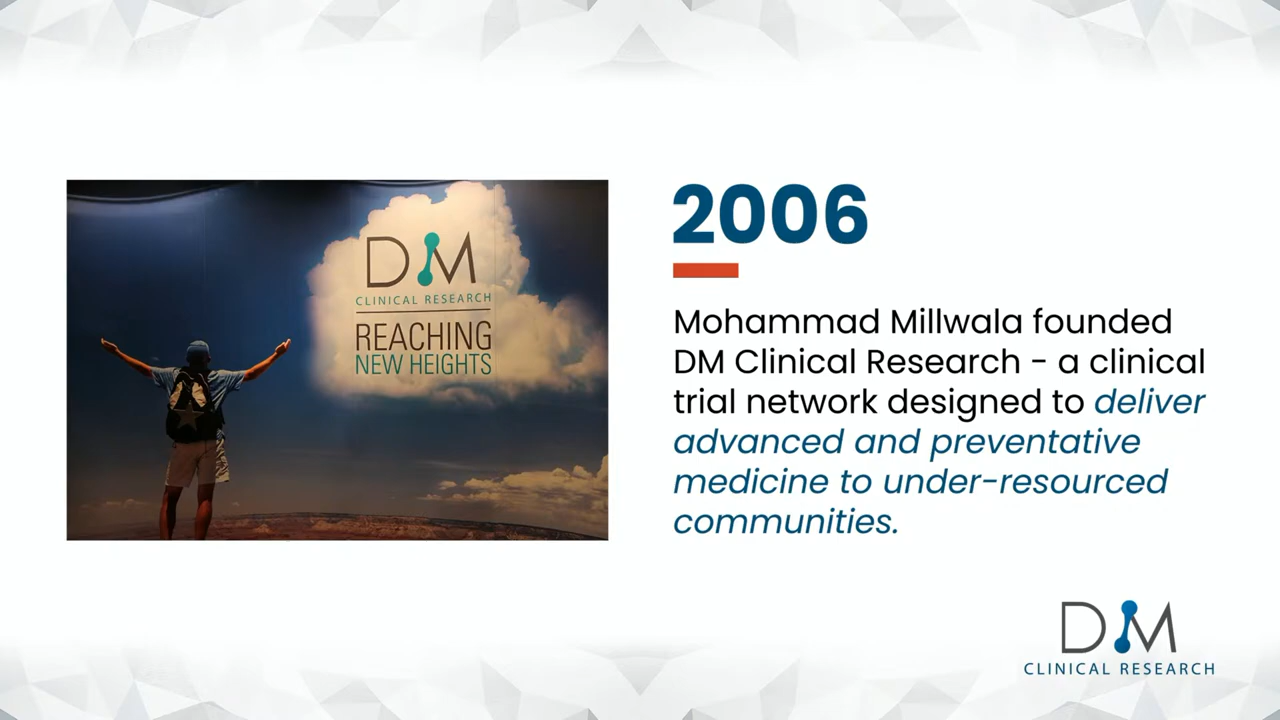 DM
CLINICAL RESEARCH
REACHING
NEW HEIGHTS
2006
Mohammad Millwala founded
DM Clinical Research - a clinical
trial network designed to deliver
advanced and preventative
medicine to under-resourced
communities.
DM
CLINICAL RESEARCH